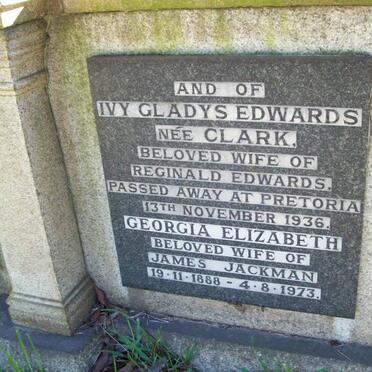 AND OF
IVY GLADYS EDWARDS
NÉE CLARK.
BELOVED WIFE OF
REGINALD EDWARDS.
PASSED AWAY AT PRETORIA
13TH NOVEMBER 1936.
GEORGIA ELIZABETH
BELOVED WIFE OF
JAMES JACKMAN
19·11·1888 - 4·8·1973.